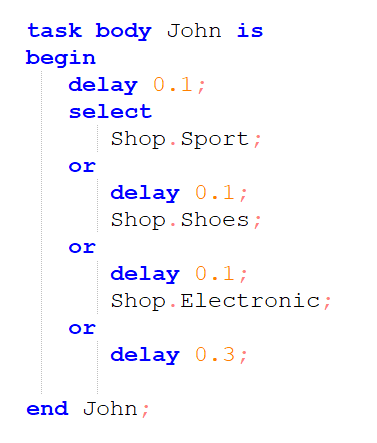 task body John is
begin
delay 0.1;
select
Shop.Sport;
or
delay 0.1;
Shop.Shoes;
or
delay 0.1;
Shop.Electronic;
or
delay 0.3;
end John;